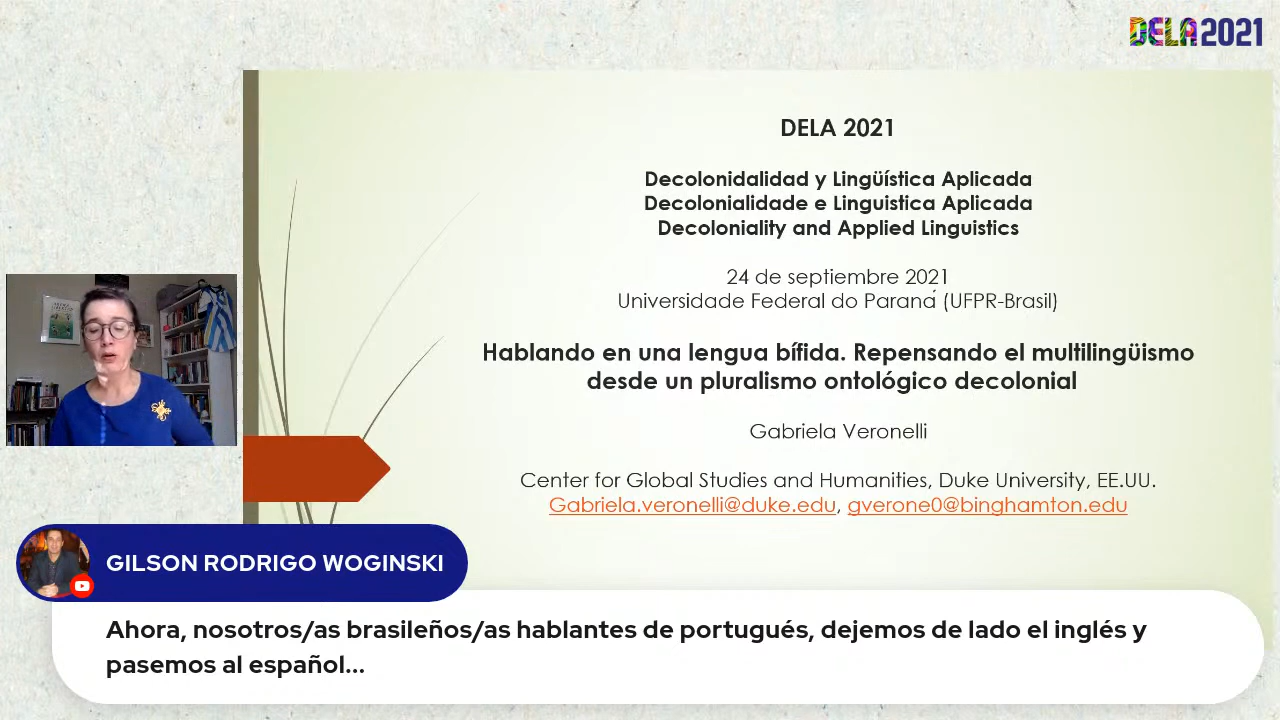 DELA 2021
DELA 2021
Decolonidalidad y Lingüística Aplicada
Decolonialidade e Linguistica Aplicada
Decoloniality and Applied Linguistics
24 de septiembre 2021
Universidade Federal do Paraná (UFPR-Brasil)
Hablando en una lengua bífida. Repensando el multilingüismo
desde un pluralismo ontológico decolonial
Gabriela Veronelli
Center for Global Studies and Humanities, Duke University, EE.UU.
Gabriela.veronelli@duke.edu, gverone0@binghamton.edu
GILSON RODRIGO WOGINSKI
Ahora, nosotros/as brasileños/as hablantes de portugués, dejemos de lado el inglés y
pasemos al español...